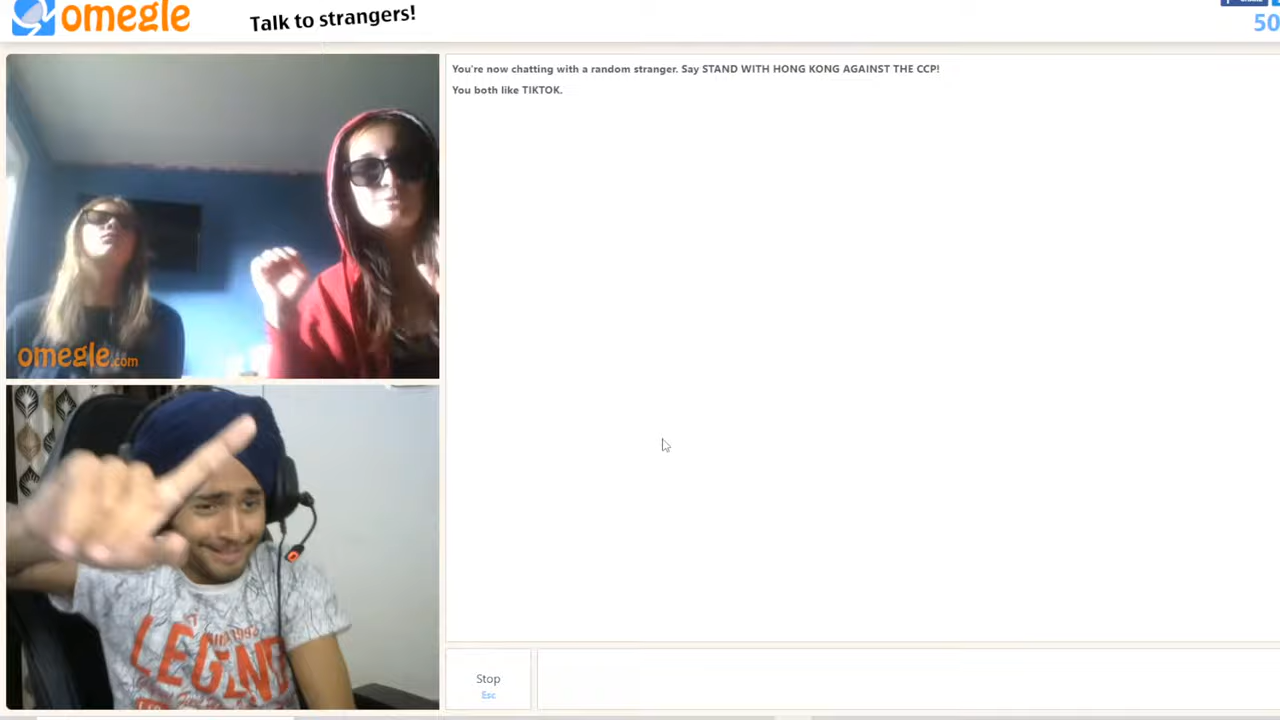 omegle
Talk to strangers!
50
You're now chatting with a random stranger. Say STAND WITH HONG KONG AGAINST THE CCP!
You both like TIKTOK.
omegle.com
LEGEND
Stop
Esc